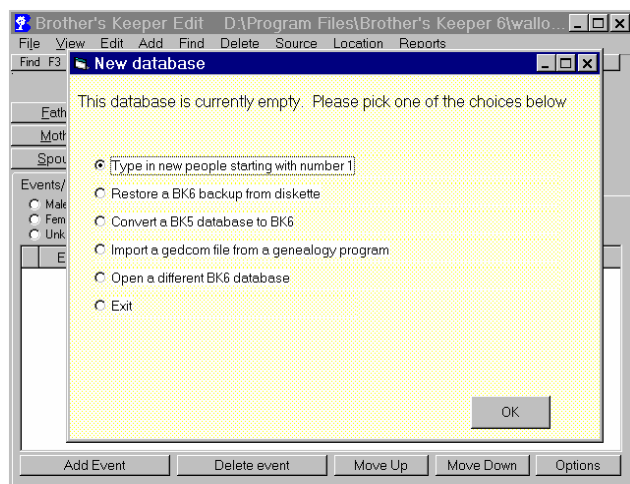 Brother's Keeper Edit D:\Program Files\Brother's Keeper 6\wallo...
File View Edit Add Find Delete Source Location Reports
Find F3
New database
This database is currently empty. Please pick one of the choices below
Fath
Moth
Spou
Type in new people starting with number 1
Restore a BK6 backup from diskette
Events/
Convert a BK5 database to BK6
Male
Fem
Import a gedcom file from a genealogy program
Unk
E
Open a different BK6 database
Exit
OK
Add Event Delete event Move Up Move Down Options